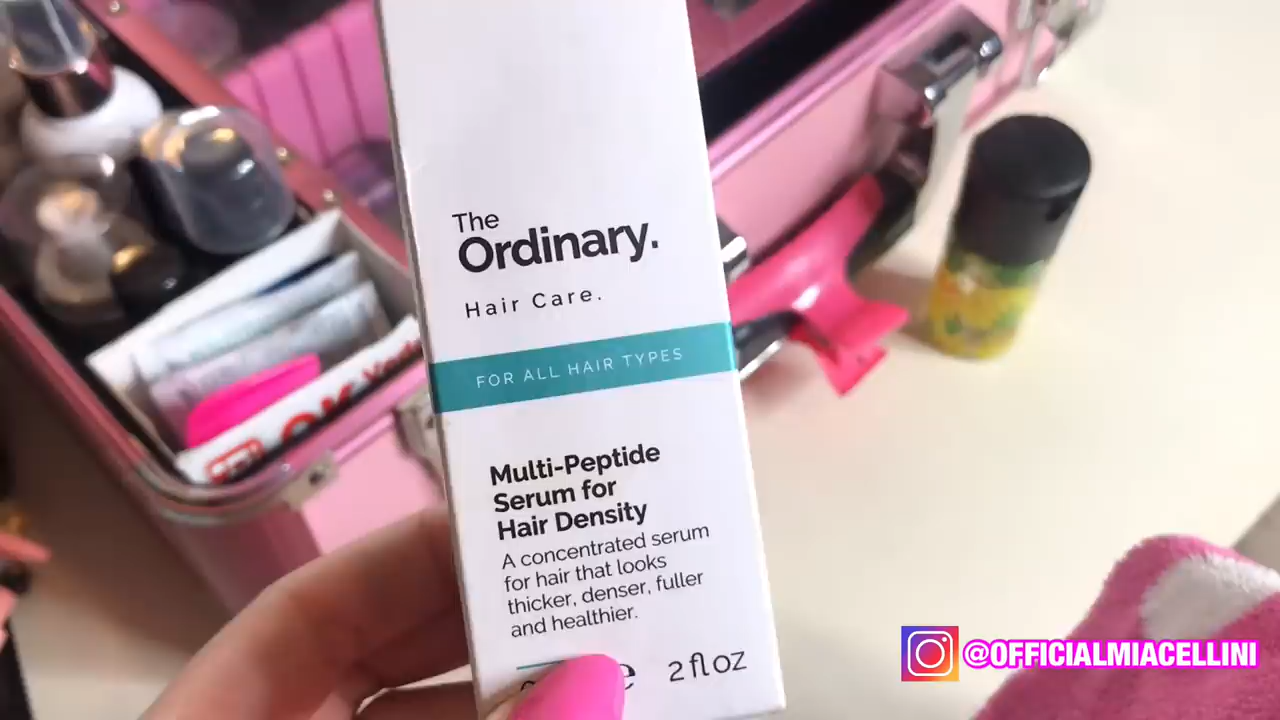 The
Ordinary.
Hair Care.
FOR ALL HAIR TYPES
Multi-Peptide
Serum for
Hair Density
A concentrated serum
for hair that looks
thicker, denser, fuller
and healthier.
e 2 fl oz
@OFFICIALMIACELLINI